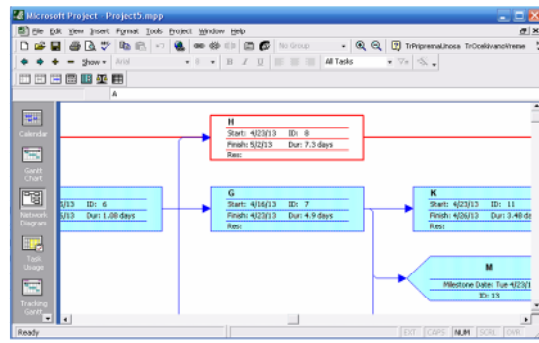 Microsoft Project - Project5.mpp
File Edit View Insert Format Tools Project Window Help
No Group TrPripremaUnosa TrOcekivanoVreme
Show Arial 8 B I U All Tasks
A
Calendar
Gantt Chart
Network Diagram
Task Usage
Tracking Gantt
H
Start: 4/23/13 ID: 8
Finish: 5/2/13 Dur: 7.3 days
Res:
/13 ID: 6
/13 Dur: 1.08 days
G
Start: 4/16/13 ID: 7
Finish: 4/23/13 Dur: 4.9 days
Res:
K
Start: 4/23/13 ID: 11
Finish: 4/26/13 Dur: 3.48 da
Res:
M
Milestone Date: Tue 4/23/1
ID: 13
Ready EXT CAPS NUM SCRL OVR